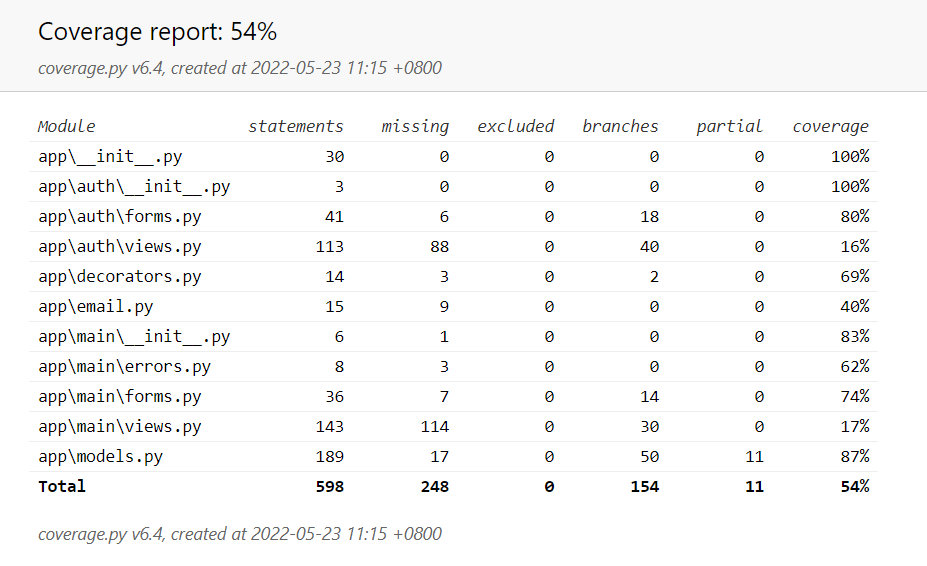 Coverage report: 54%
coverage.py v6.4, created at 2022-05-23 11:15 +0800
Module statements missing excluded branches partial coverage
app\__init__.py 30 0 0 0 0 100%
app\auth\__init__.py 3 0 0 0 0 100%
app\auth\forms.py 41 6 0 18 0 80%
app\auth\views.py 113 88 0 40 0 16%
app\decorators.py 14 3 0 2 0 69%
app\email.py 15 9 0 0 0 40%
app\main\__init__.py 6 1 0 0 0 83%
app\main\errors.py 8 3 0 0 0 62%
app\main\forms.py 36 7 0 14 0 74%
app\main\views.py 143 114 0 30 0 17%
app\models.py 189 17 0 50 11 87%
Total 598 248 0 154 11 54%
coverage.py v6.4, created at 2022-05-23 11:15 +0800